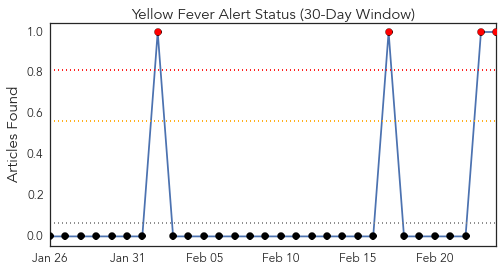 Yellow Fever Alert Status (30-Day Window)
Articles Found
1.0
0.8
0.6
0.4
0.2
0.0
Jan 26 Jan 31 Feb 05 Feb 10 Feb 15 Feb 20